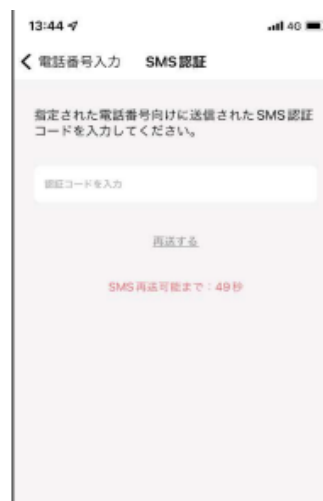 13:44
4G
電話番号入力 SMS認証
指定された電話番号向けに送信されたSMS認証
コードを入力してください。
認証コードを入力
再送する
SMS再送可能まで：49秒